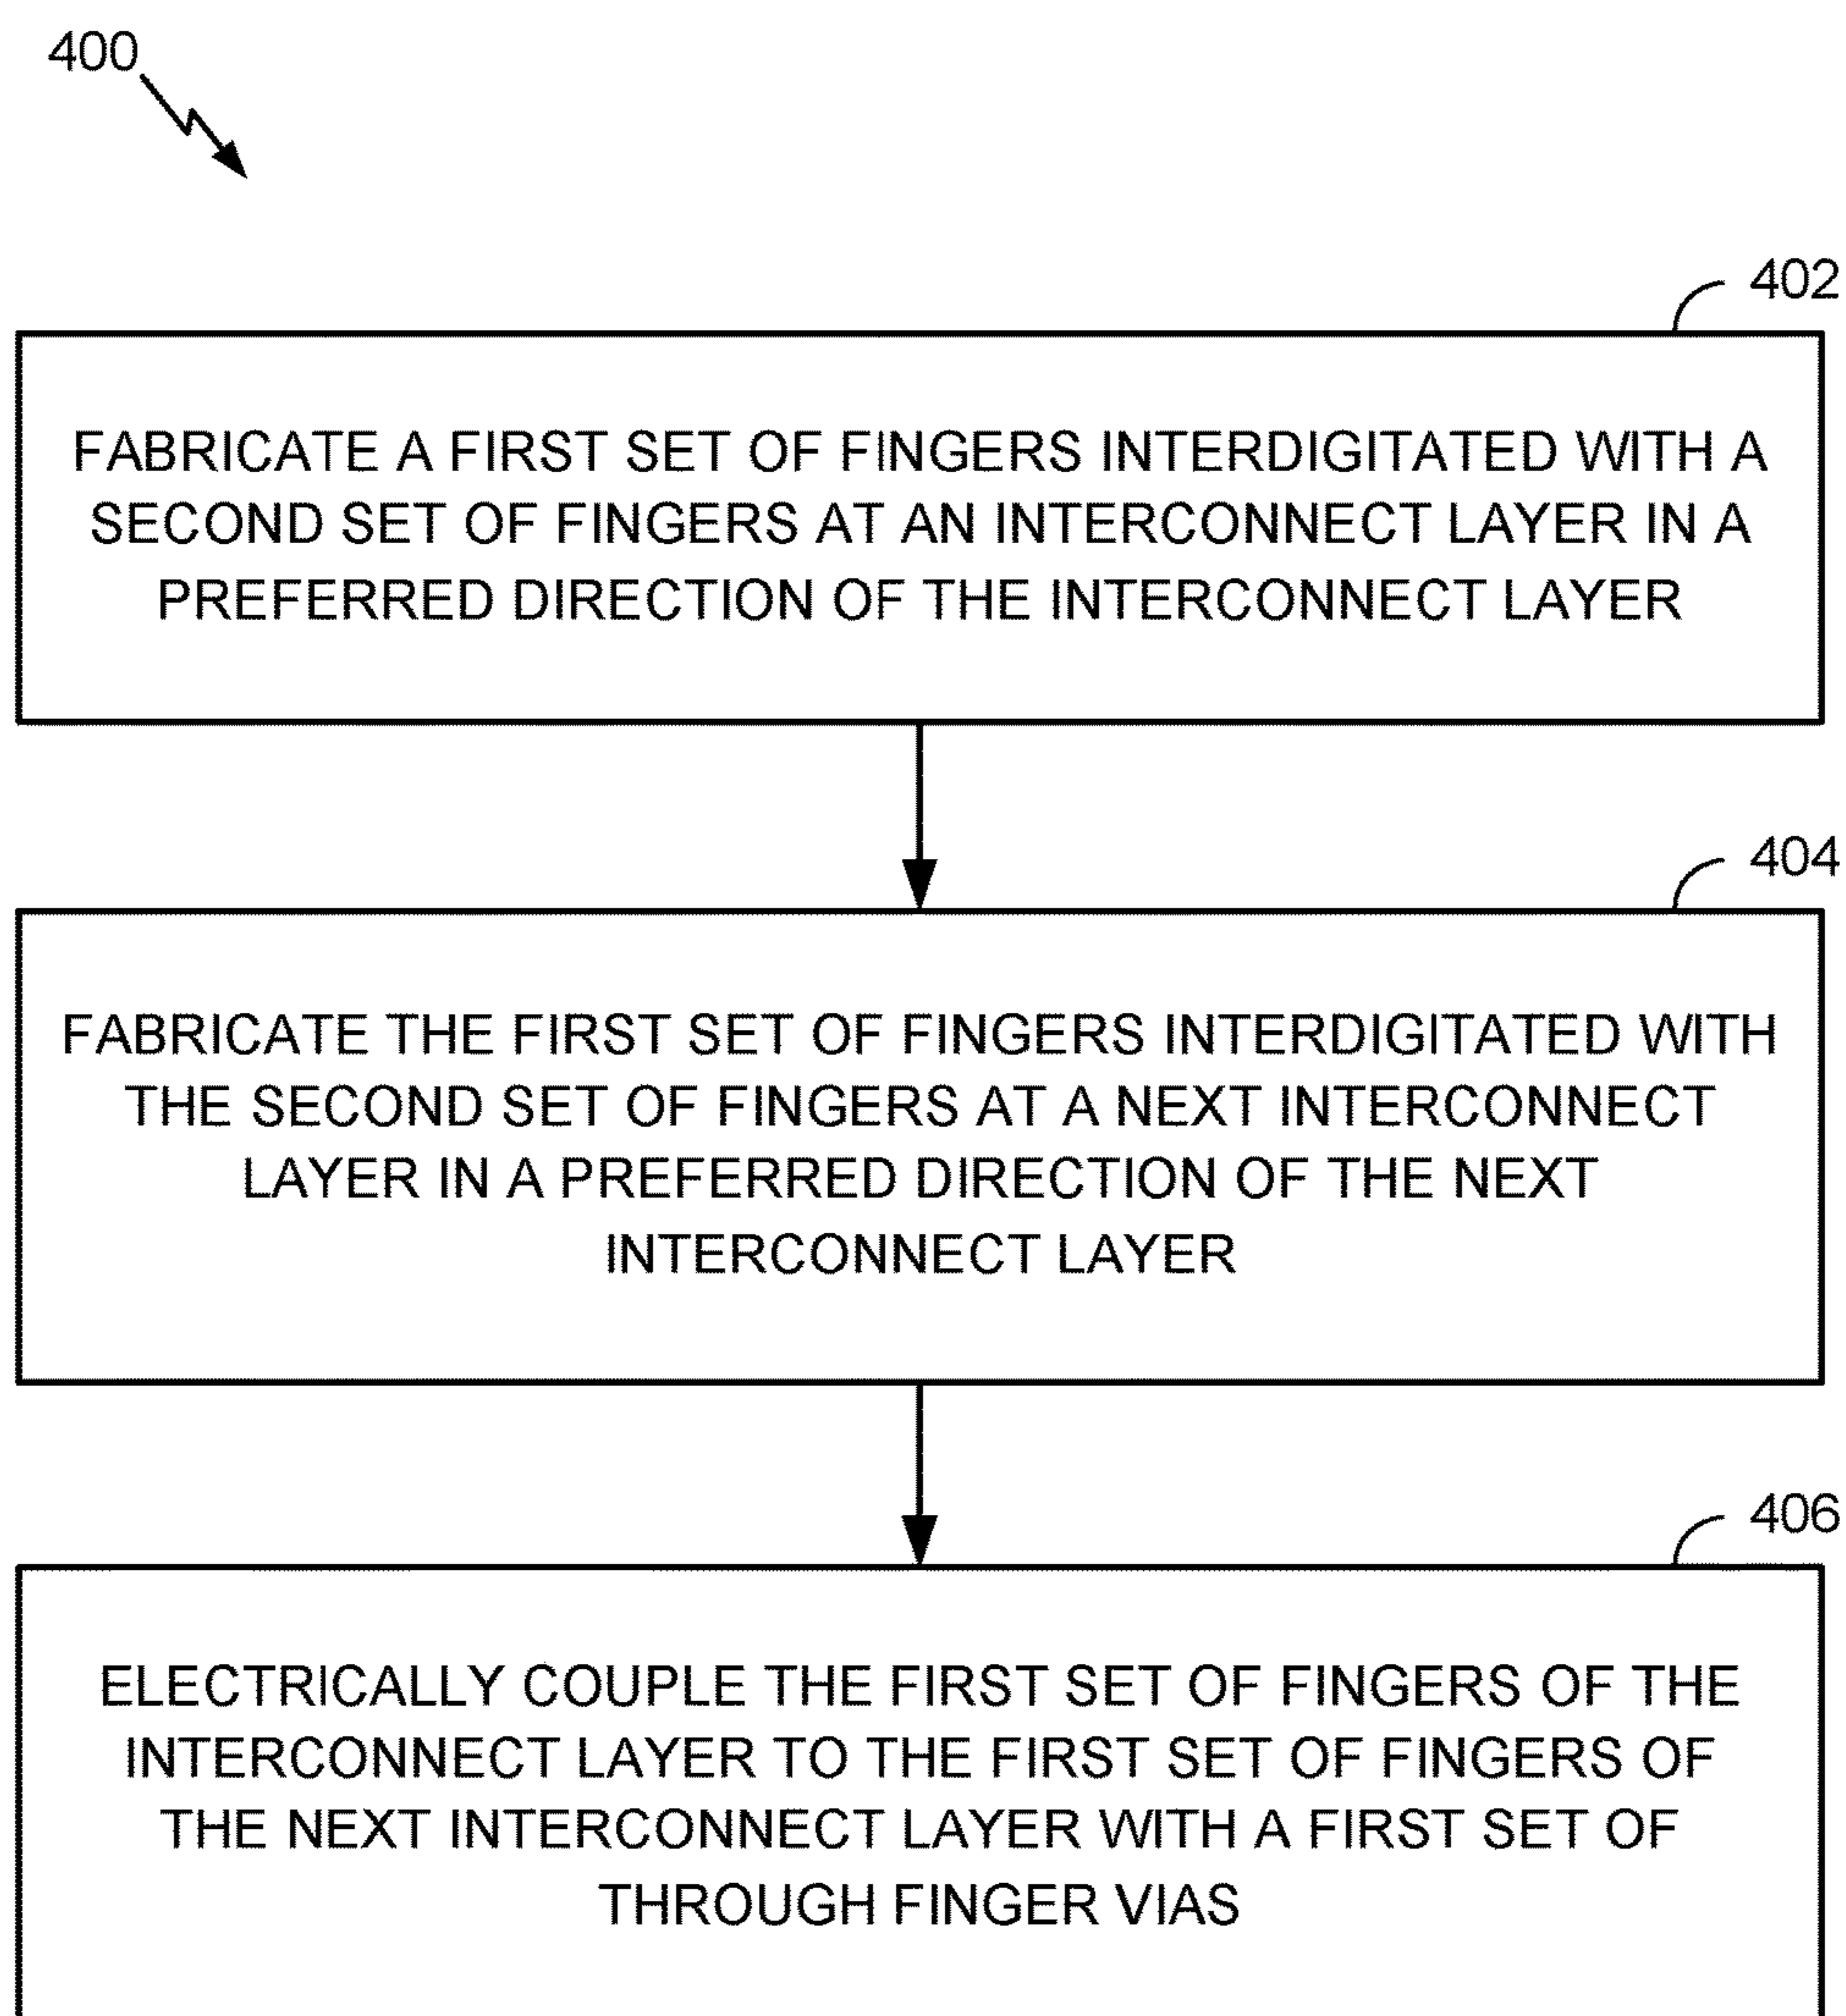 400
402
FABRICATE A FIRST SET OF FINGERS INTERDIGITATED WITH A
SECOND SET OF FINGERS AT AN INTERCONNECT LAYER IN A
PREFERRED DIRECTION OF THE INTERCONNECT LAYER
404
FABRICATE THE FIRST SET OF FINGERS INTERDIGITATED WITH
THE SECOND SET OF FINGERS AT A NEXT INTERCONNECT
LAYER IN A PREFERRED DIRECTION OF THE NEXT
INTERCONNECT LAYER
406
ELECTRICALLY COUPLE THE FIRST SET OF FINGERS OF THE
INTERCONNECT LAYER TO THE FIRST SET OF FINGERS OF
THE NEXT INTERCONNECT LAYER WITH A FIRST SET OF
THROUGH FINGER VIAS